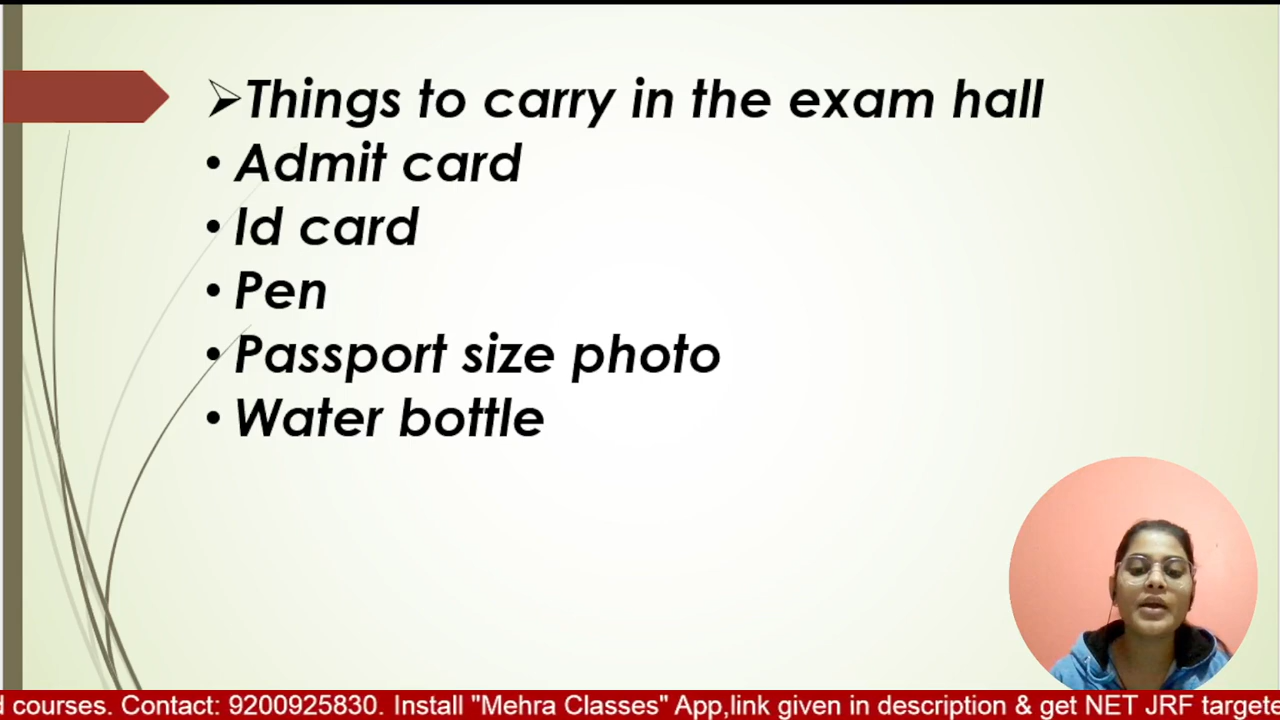 Things to carry in the exam hall
Admit card
Id card
Pen
Passport size photo
Water bottle
courses. Contact: 9200925830. Install "Mehra Classes" App,link given in description & get NET JRF